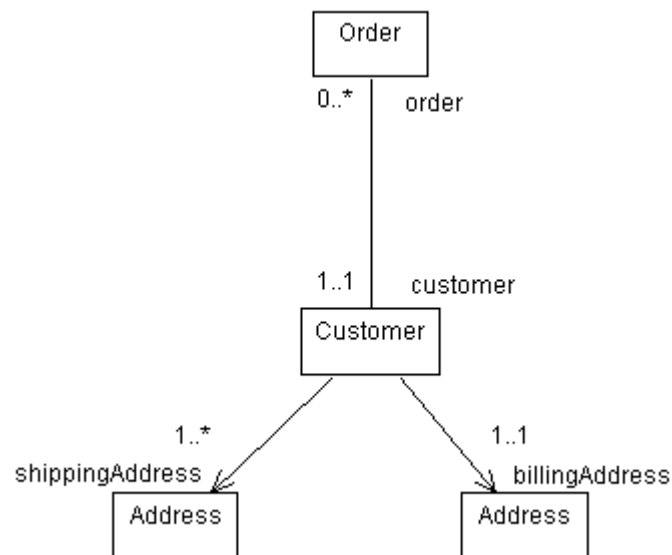 Order
0..*
order
1..1
customer
Customer
1..*
1..1
shippingAddress
billingAddress
Address
Address